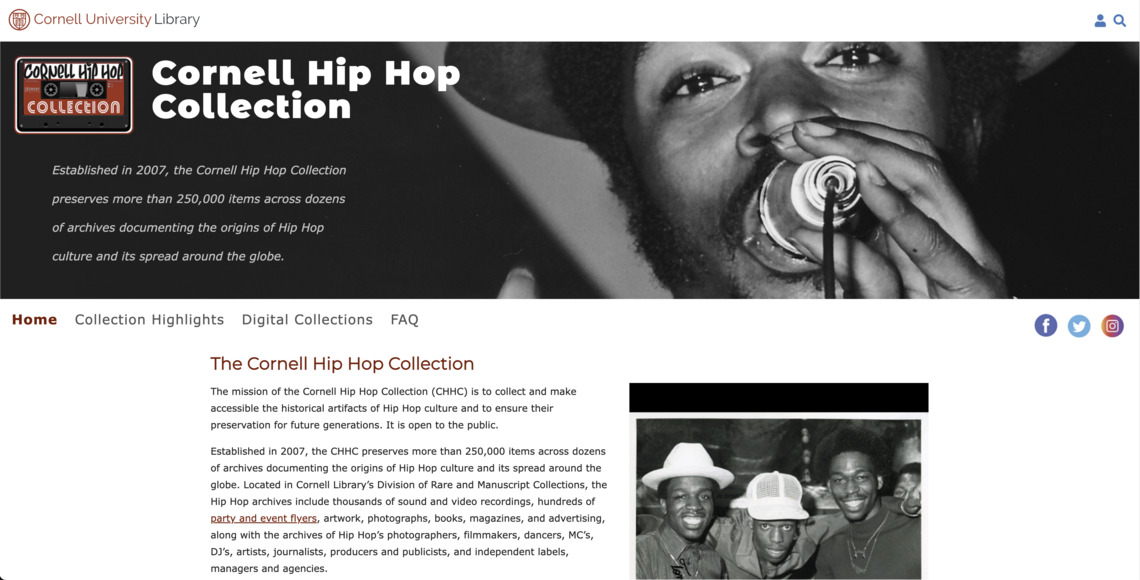 Cornell University Library
CORNELL HIP HOP
COLLECTION
Cornell Hip Hop
Collection
Established in 2007, the Cornell Hip Hop Collection
preserves more than 250,000 items across dozens
of archives documenting the origins of Hip Hop
culture and its spread around the globe.
Home Collection Highlights Digital Collections FAQ
The Cornell Hip Hop Collection
The mission of the Cornell Hip Hop Collection (CHHC) is to collect and make
accessible the historical artifacts of Hip Hop culture and to ensure their
preservation for future generations. It is open to the public.
Established in 2007, the CHHC preserves more than 250,000 items across dozens
of archives documenting the origins of Hip Hop culture and its spread around the
globe. Located in Cornell Library’s Division of Rare and Manuscript Collections, the
Hip Hop archives include thousands of sound and video recordings, hundreds of
party and event flyers, artwork, photographs, books, magazines, and advertising,
along with the archives of Hip Hop’s photographers, filmmakers, dancers, MC’s,
DJ’s, artists, journalists, producers and publicists, and independent labels,
managers and agencies.